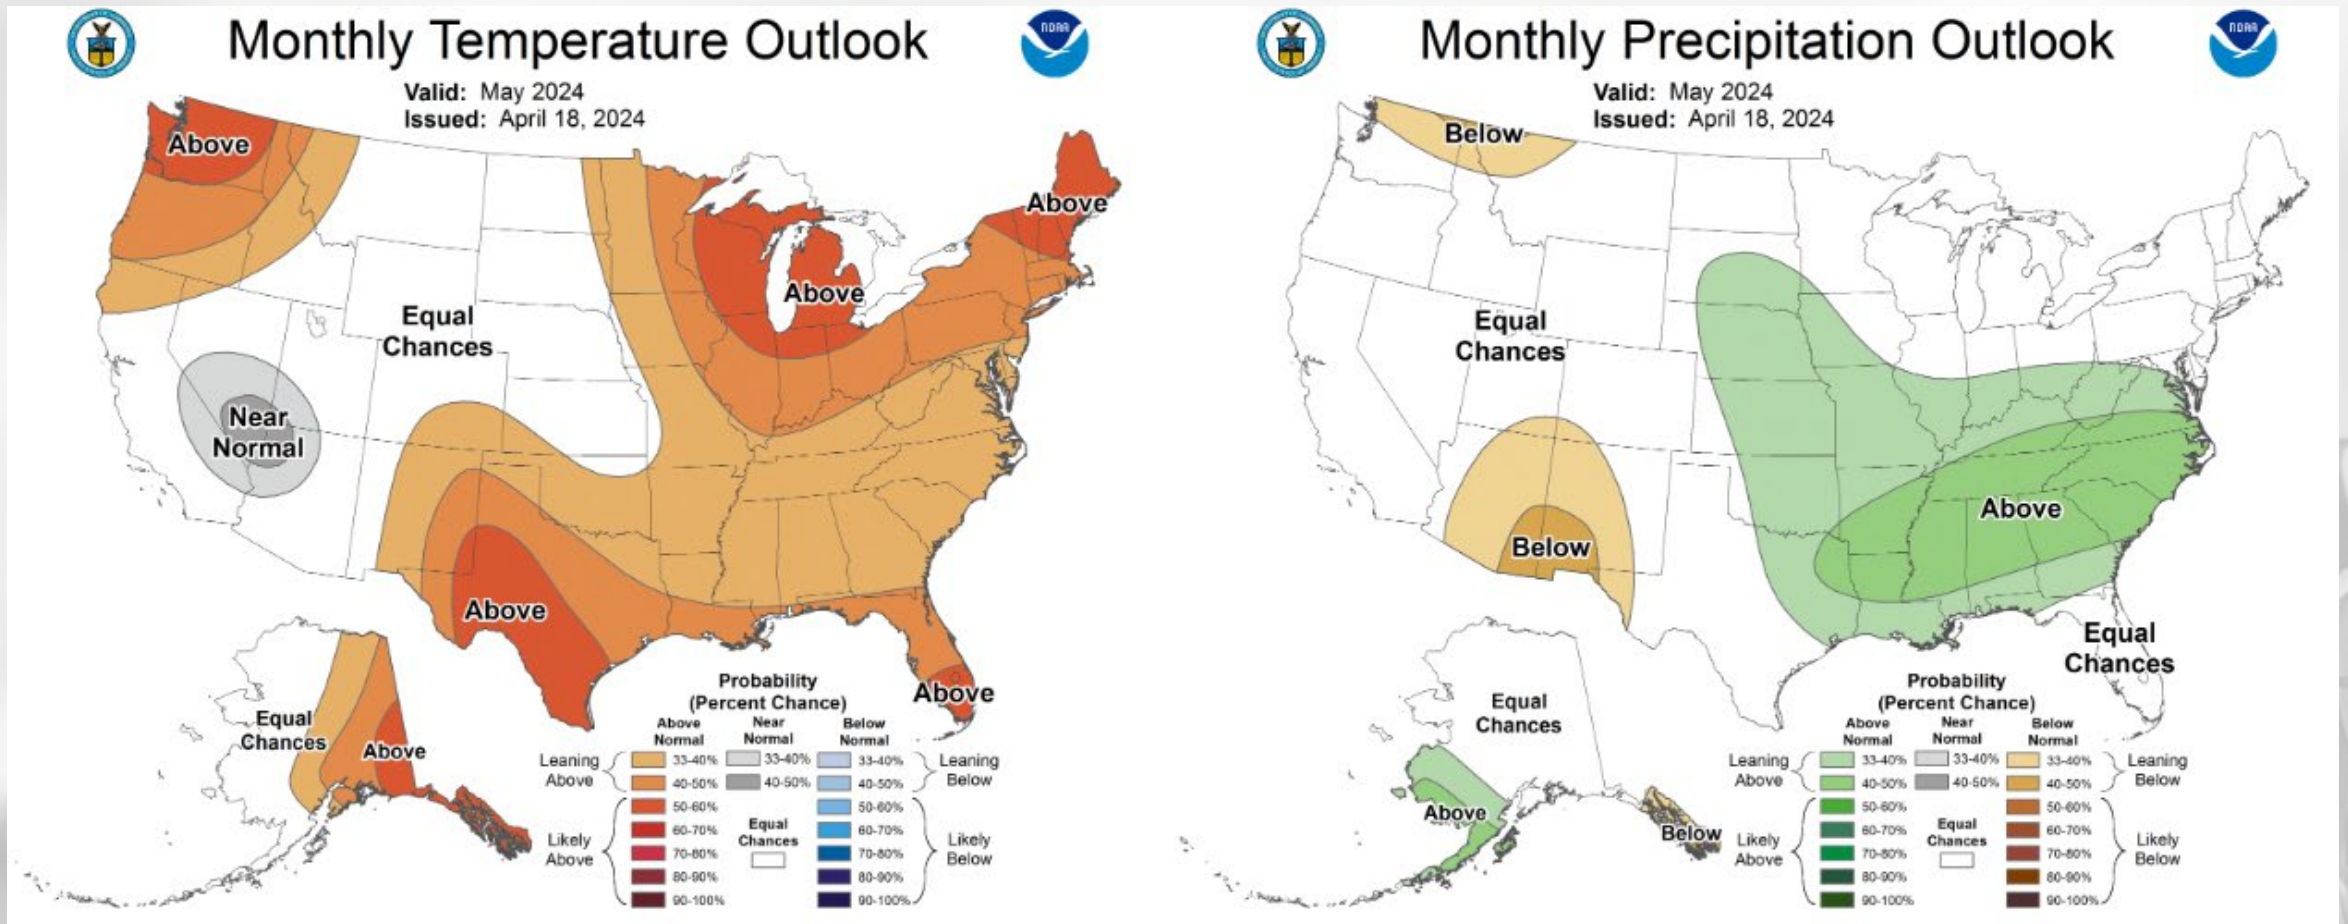 Monthly Temperature Outlook
NOAA
Valid: May 2024
Issued: April 18, 2024
Above
Above
Above
Equal
Chances
Near
Normal
Above
Above
Equal
Chances
Above
Probability
(Percent Chance)
Above
Normal
Near
Normal
Below
Normal
Leaning
Above
33-40%
33-40%
33-40%
Leaning
Below
40-50%
40-50%
40-50%
Likely
Above
50-60%
50-60%
Likely
Below
60-70%
Equal
Chances
60-70%
70-80%
70-80%
80-90%
80-90%
90-100%
90-100%
Monthly Precipitation Outlook
NOAA
Valid: May 2024
Issued: April 18, 2024
Below
Equal
Chances
Above
Below
Equal
Chances
Equal
Chances
Above
Below
Probability
(Percent Chance)
Above
Normal
Near
Normal
Below
Normal
Leaning
Above
33-40%
33-40%
33-40%
Leaning
Below
40-50%
40-50%
40-50%
Likely
Above
50-60%
50-60%
Likely
Below
60-70%
Equal
Chances
60-70%
70-80%
70-80%
80-90%
80-90%
90-100%
90-100%